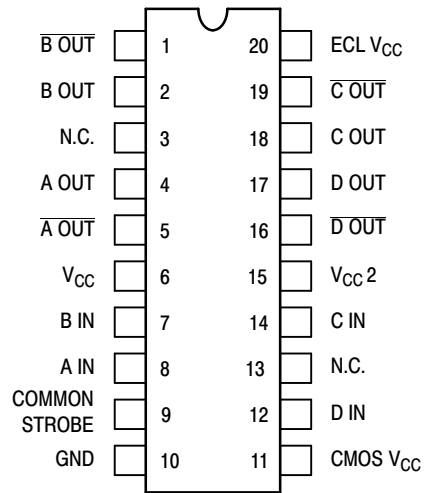 B OUT 1 20 ECL VCC
B OUT 2 19 C OUT
N.C. 3 18 C OUT
A OUT 4 17 D OUT
A OUT 5 16 D OUT
VCC 6 15 VCC 2
B IN 7 14 C IN
A IN 8 13 N.C.
COMMON
STROBE 9 12 D IN
GND 10 11 CMOS VCC